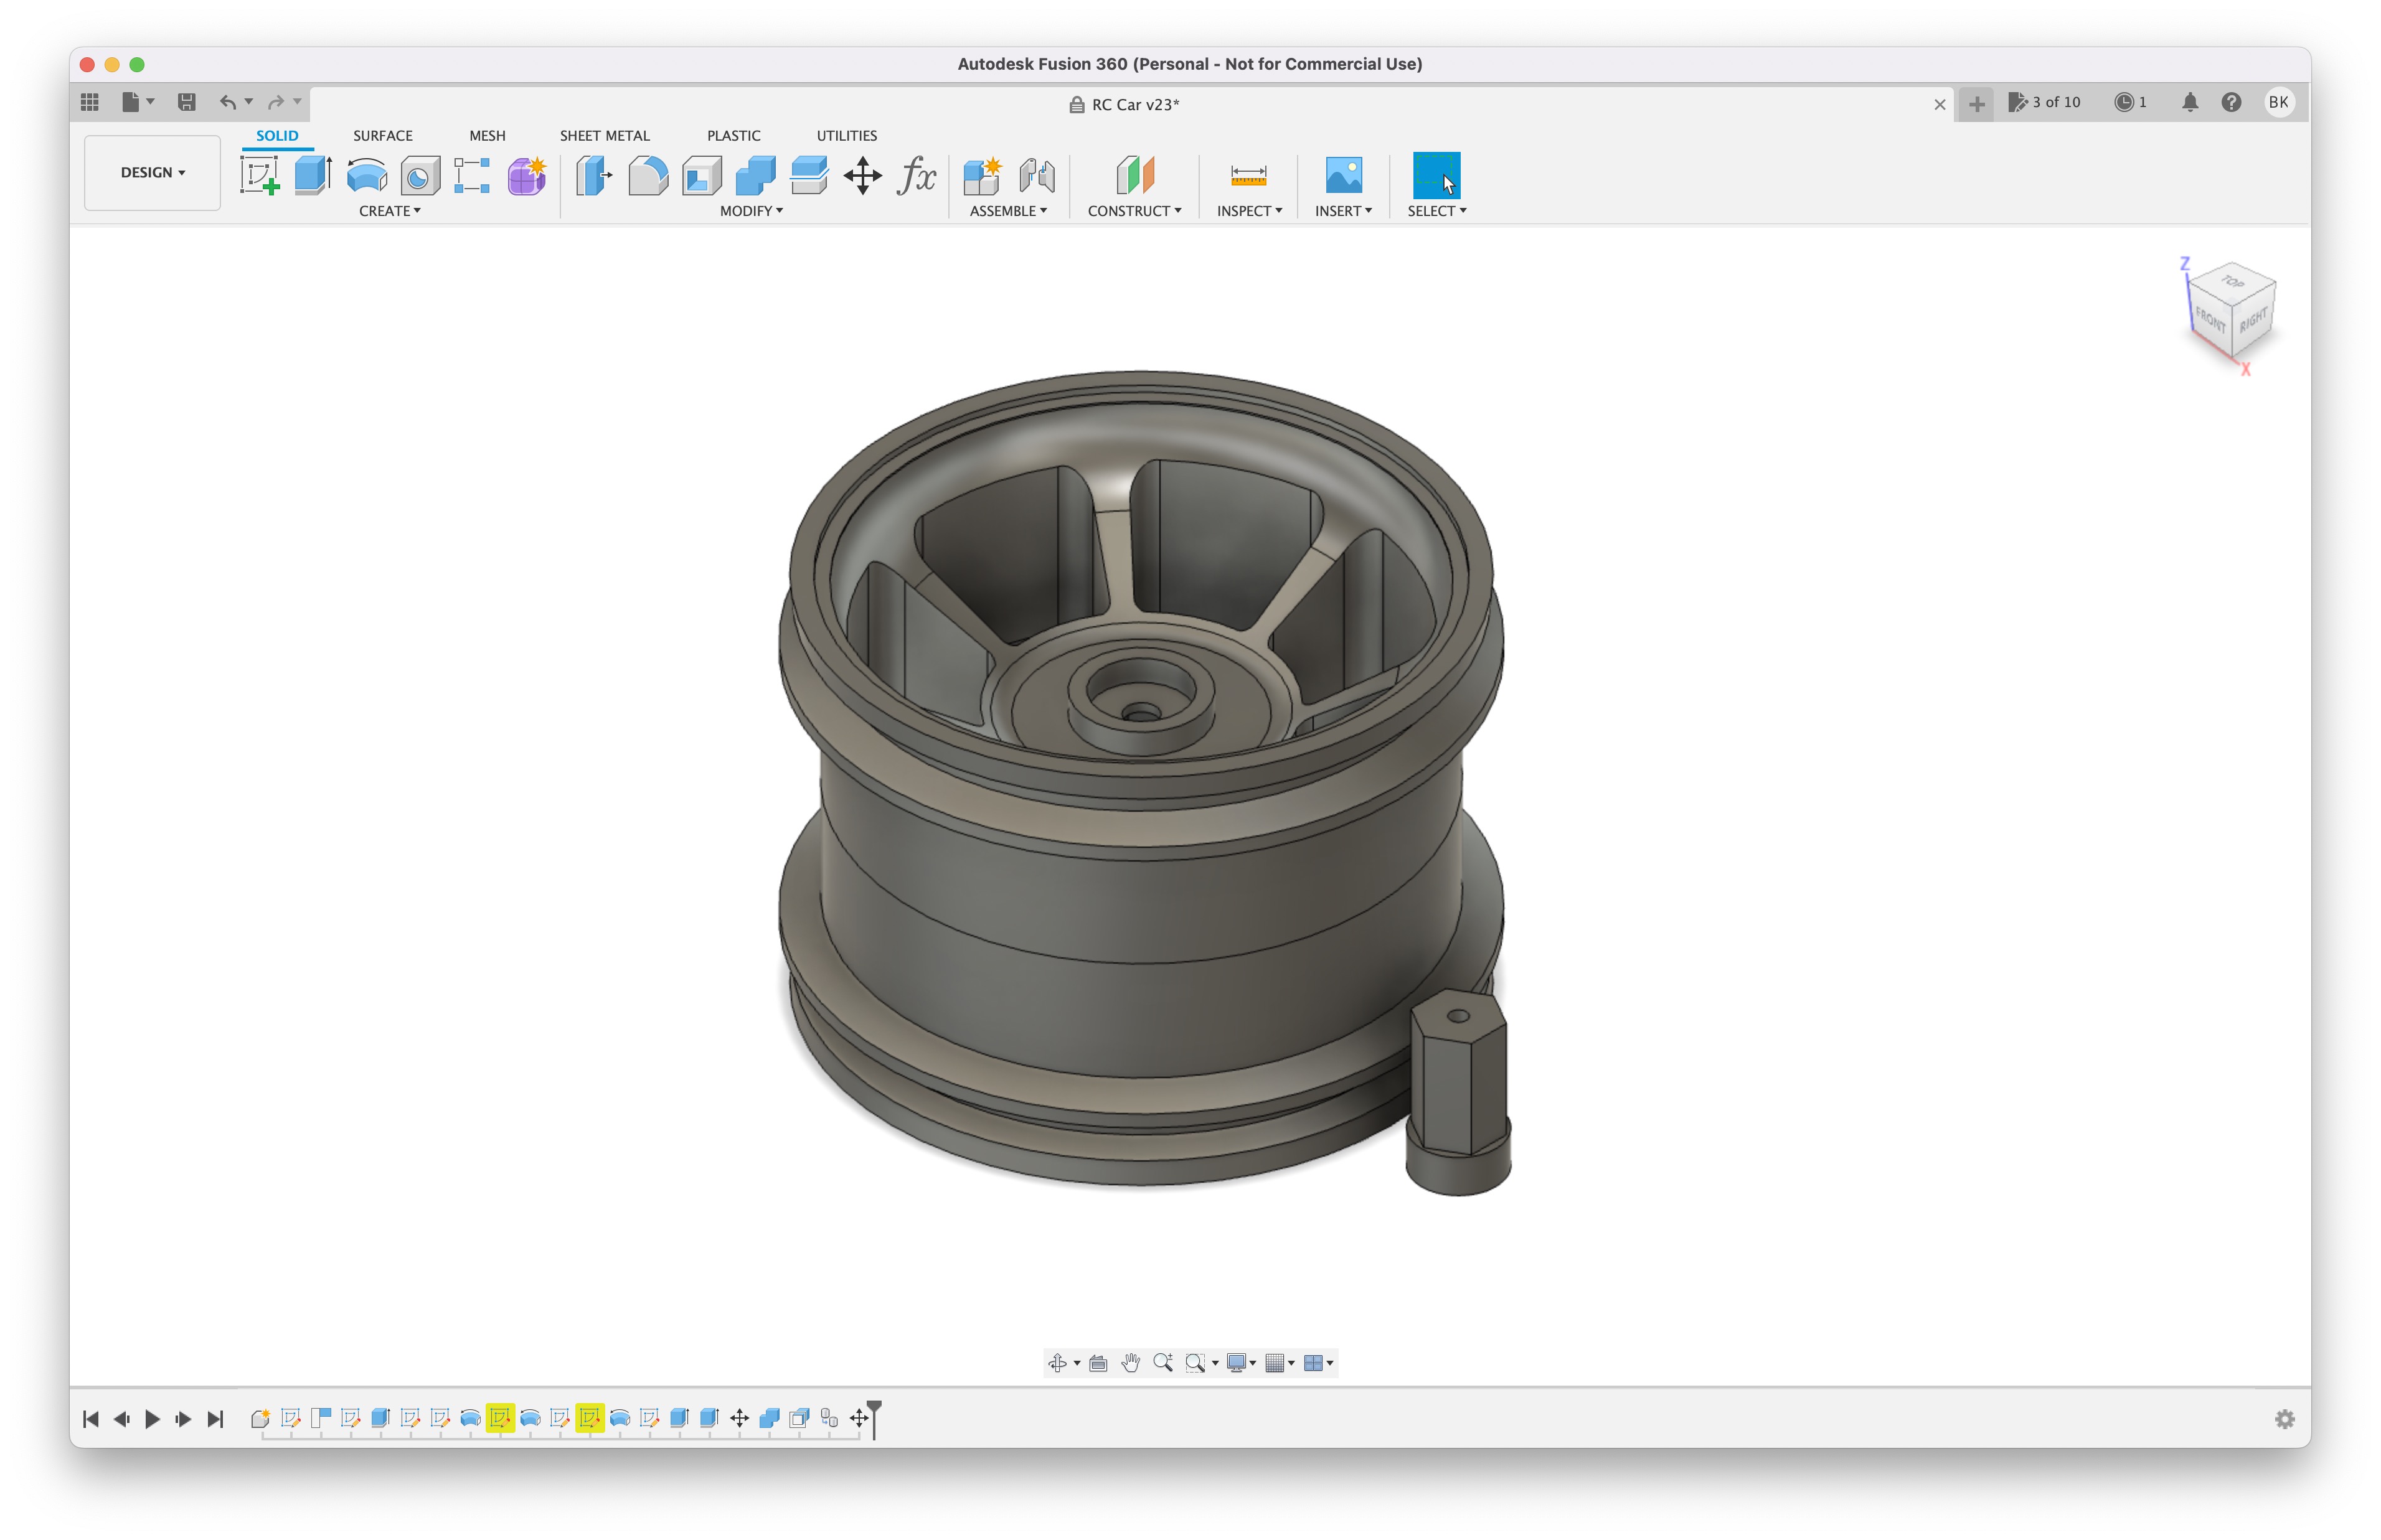 Autodesk Fusion 360 (Personal - Not for Commercial Use)
RC Car v23*
3 of 10
1
BK
DESIGN
SOLID
SURFACE
MESH
SHEET METAL
PLASTIC
UTILITIES
fx
CREATE
MODIFY
ASSEMBLE
CONSTRUCT
INSPECT
INSERT
SELECT
Z
TOP
FRONT
RIGHT
X